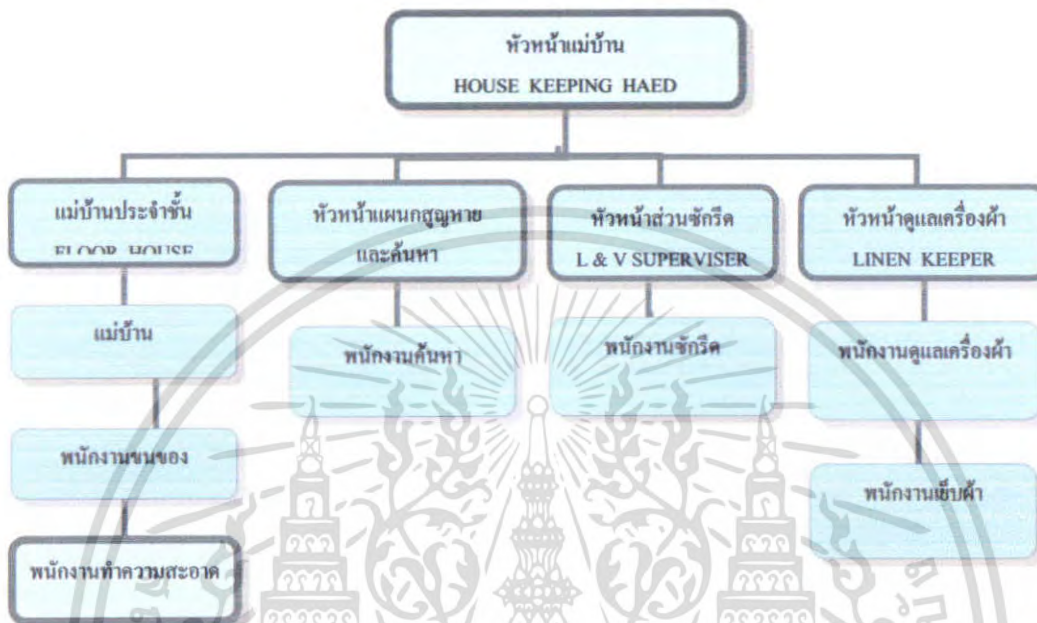 หัวหน้าแม่บ้าน
HOUSE KEEPING HAED
แม่บ้านประจำชั้น
FLOOR HOUSE
หัวหน้าแผนกสูญหาย
และค้นหา
หัวหน้าส่วนซักรีด
L & V SUPERVISER
หัวหน้าดูแลเครื่องผ้า
LINEN KEEPER
แม่บ้าน
พนักงานค้นหา
พนักงานซักรีด
พนักงานดูแลเครื่องผ้า
พนักงานขนของ
พนักงานเย็บผ้า
พนักงานทำความสะอาด